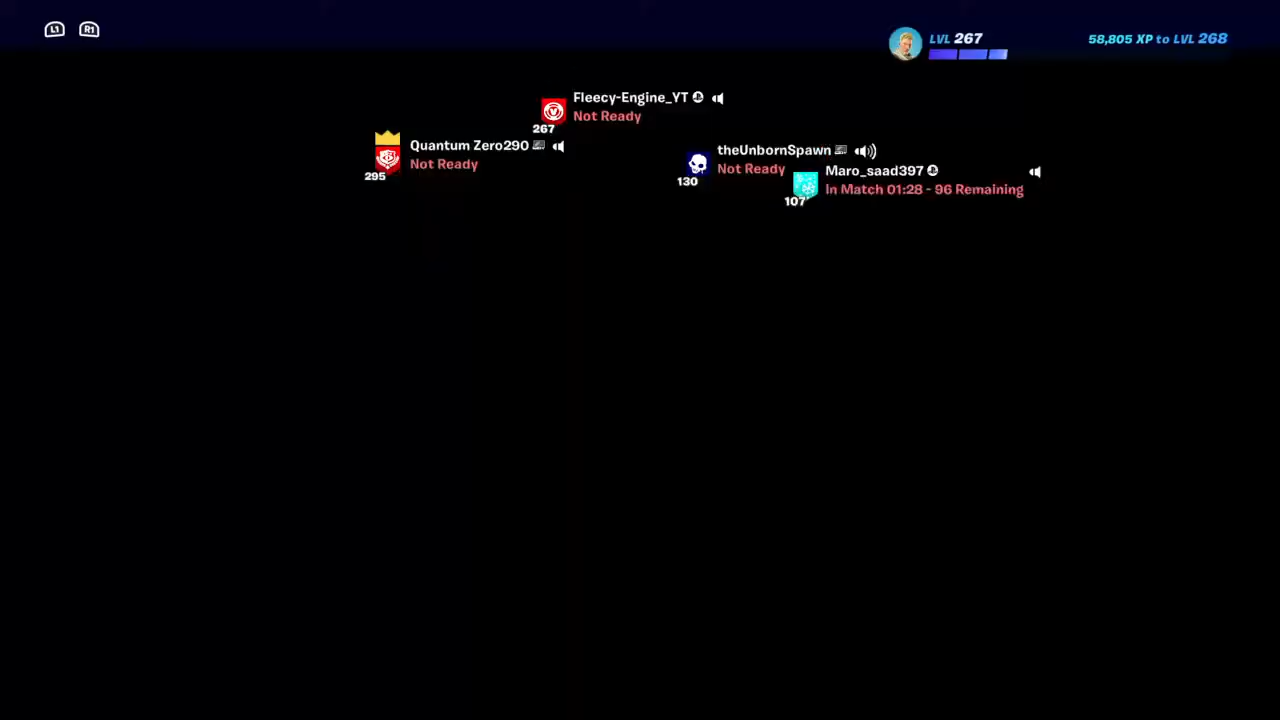 L1 R1
LVL 267
58,805 XP to LVL 268
Fleecy-Engine_YT
Not Ready
267
Quantum Zero290
Not Ready
295
theUnbornSpawn
Not Ready
130
Maro_saad397
In Match 01:28 - 96 Remaining
107